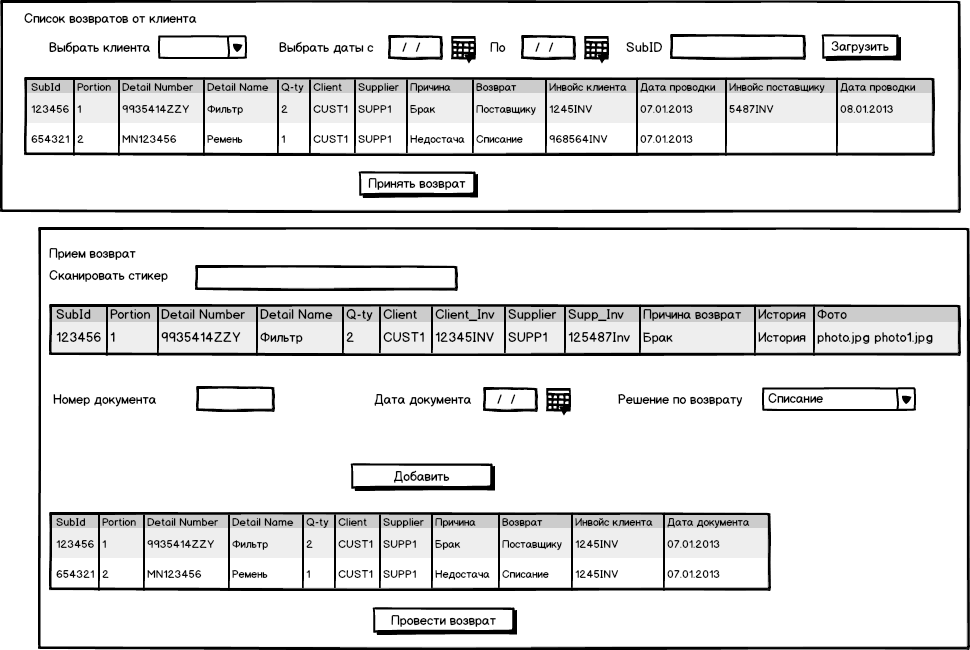 Список возвратов от клиента
Выбрать клиента Выбрать даты с / / По / / SubID Загрузить
SubId Portion Detail Number Detail Name Q-ty Client Supplier Причина Возврат Инвойс клиента Дата проводки Инвойс поставщику Дата проводки
123456 1 9935414ZZY Фильтр 2 CUST1 SUPP1 Брак Поставщику 1245INV 07.01.2013 5487INV 08.01.2013
654321 2 MN123456 Ремень 1 CUST1 SUPP1 Недостача Списание 968564INV 07.01.2013
Принять возврат
Прием возврат
Сканировать стикер
SubId Portion Detail Number Detail Name Q-ty Client Client_Inv Supplier Supp_Inv Причина возврат История Фото
123456 1 9935414ZZY Фильтр 2 CUST1 12345INV SUPP1 125487Inv Брак История photo.jpg photo1.jpg
Номер документа Дата документа / / Решение по возврату Списание
Добавить
SubId Portion Detail Number Detail Name Q-ty Client Supplier Причина Возврат Инвойс клиента Дата документа
123456 1 9935414ZZY Фильтр 2 CUST1 SUPP1 Брак Поставщику 1245INV 07.01.2013
654321 2 MN123456 Ремень 1 CUST1 SUPP1 Недостача Списание 1245INV 07.01.2013
Провести возврат